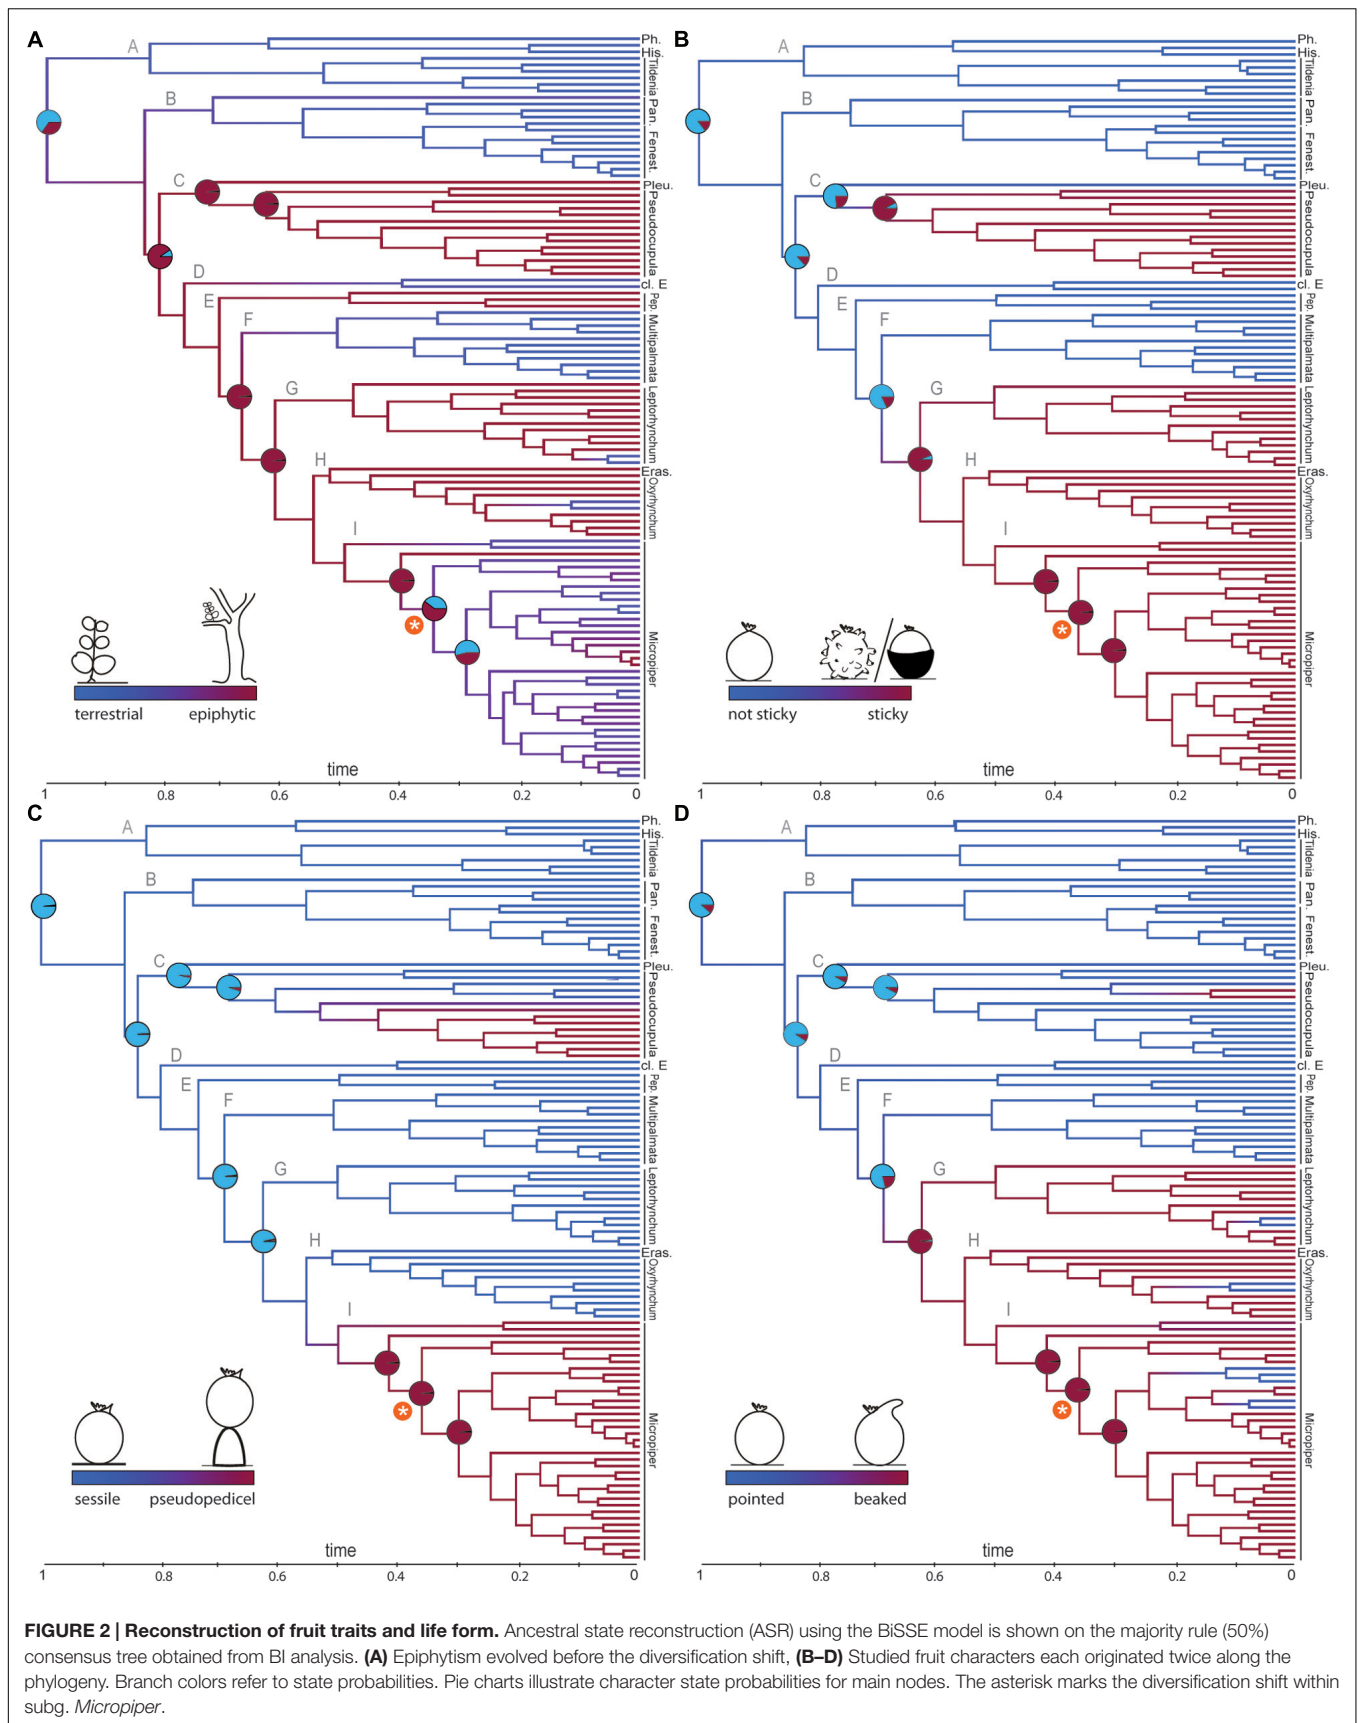 A
A
B
C
D
E
F
G
H
I
Ph.
His.
Tildenia
Pan.
Fenest.
Pleu.
Pseudocupula
cl. E
Pep.
Multipalmata
Leptorhynchum
Eras.
Oxyrhynchum
Micropiper
*
terrestrial epiphytic
time
1 0.8 0.6 0.4 0.2 0
B
A
B
C
D
E
F
G
H
I
Ph.
His.
Tildenia
Pan.
Fenest.
Pleu.
Pseudocupula
cl. E
Pep.
Multipalmata
Leptorhynchum
Eras.
Oxyrhynchum
Micropiper
*
not sticky sticky
time
1 0.8 0.6 0.4 0.2 0
C
A
B
C
D
E
F
G
H
I
Ph.
His.
Tildenia
Pan.
Fenest.
Pleu.
Pseudocupula
cl. E
Pep.
Multipalmata
Leptorhynchum
Eras.
Oxyrhynchum
Micropiper
*
sessile pseudopedicel
time
1 0.8 0.6 0.4 0.2 0
D
A
B
C
D
E
F
G
H
I
Ph.
His.
Tildenia
Pan.
Fenest.
Pleu.
Pseudocupula
cl. E
Pep.
Multipalmata
Leptorhynchum
Eras.
Oxyrhynchum
Micropiper
*
pointed beaked
time
1 0.8 0.6 0.4 0.2 0
FIGURE 2 | Reconstruction of fruit traits and life form. Ancestral state reconstruction (ASR) using the BiSSE model is shown on the majority rule (50%)
consensus tree obtained from BI analysis. (A) Epiphytism evolved before the diversification shift, (B–D) Studied fruit characters each originated twice along the
phylogeny. Branch colors refer to state probabilities. Pie charts illustrate character state probabilities for main nodes. The asterisk marks the diversification shift within
subg. Micropiper.